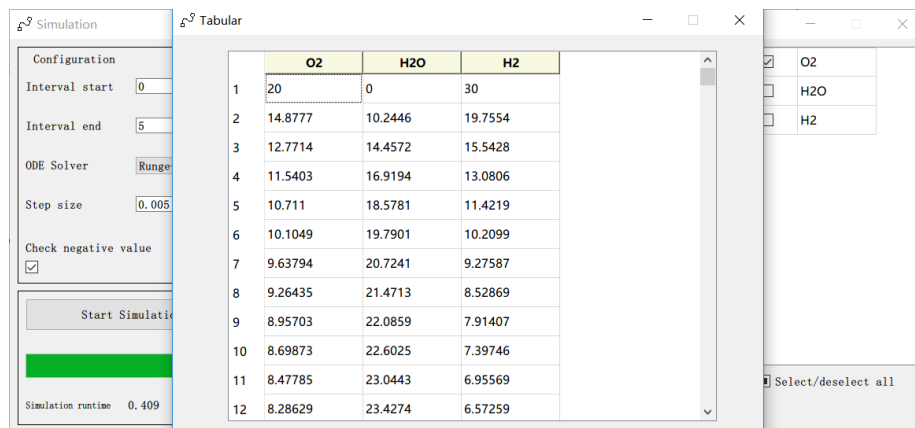 Simulation
Tabular
Configuration
Interval start 0
Interval end 5
ODE Solver Runge
Step size 0.005
Check negative value
Start Simulatio
Simulation runtime 0.409
O2 H2O H2
1 20 0 30
2 14.8777 10.2446 19.7554
3 12.7714 14.4572 15.5428
4 11.5403 16.9194 13.0806
5 10.711 18.5781 11.4219
6 10.1049 19.7901 10.2099
7 9.63794 20.7241 9.27587
8 9.26435 21.4713 8.52869
9 8.95703 22.0859 7.91407
10 8.69873 22.6025 7.39746
11 8.47785 23.0443 6.95569
12 8.28629 23.4274 6.57259
O2
H2O
H2
Select/deselect all